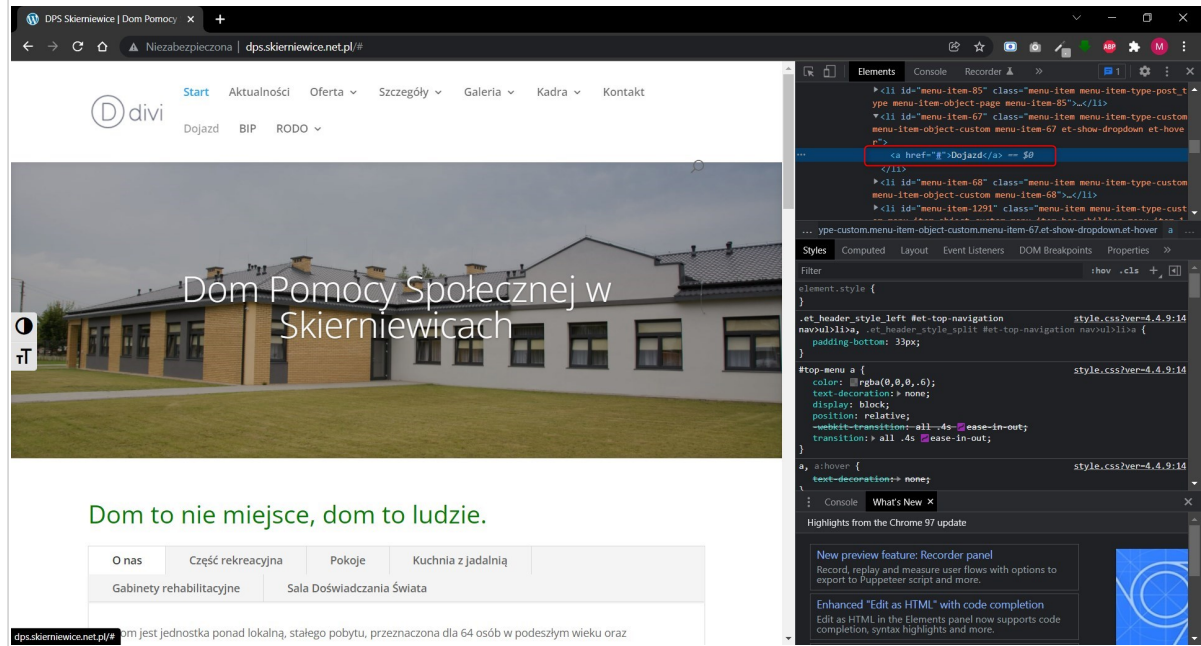 DPS Skierniewice | Dom Pomocy
Niezabezpieczona | dps.skierniewice.net.pl/#
ABP
M
divi
Start Aktualności Oferta Szczegóły Galeria Kadra Kontakt
Dojazd BIP RODO
Dom Pomocy Społecznej w
Skierniewicach
Dom to nie miejsce, dom to ludzie.
O nas Część rekreacyjna Pokoje Kuchnia z jadalnią
Gabinety rehabilitacyjne Sala Doświadczania Świata
om jest jednostka ponad lokalną, stałego pobytu, przeznaczona dla 64 osób w podeszłym wieku oraz
dps.skierniewice.net.pl/#
Elements Console Recorder » 1
▶<li id="menu-item-85" class="menu-item menu-item-type-post_t
ype menu-item-object-page menu-item-85">…</li>
▼<li id="menu-item-67" class="menu-item menu-item-type-custom
menu-item-object-custom menu-item-67 et-show-dropdown et-hove
r">
<a href="#">Dojazd</a> == $0
</li>
▶<li id="menu-item-68" class="menu-item menu-item-type-custom
menu-item-object-custom menu-item-68">…</li>
▶<li id="menu-item-1291" class="menu-item menu-item-type-cust
... ype-custom.menu-item-object-custom.menu-item-67.et-show-dropdown.et-hover a ...
Styles Computed Layout Event Listeners DOM Breakpoints Properties »
Filter :hov .cls +
element.style {
}
.et_header_style_left #et-top-navigation style.css?ver=4.4.9:14
nav>ul>li>a, .et_header_style_split #et-top-navigation nav>ul>li>a {
padding-bottom: 33px;
}
#top-menu a { style.css?ver=4.4.9:14
color: rgba(0,0,0,.6);
text-decoration:▶ none;
display: block;
position: relative;
-webkit-transition: all .4s ease-in-out;
transition:▶ all .4s ease-in-out;
}
a, a:hover { style.css?ver=4.4.9:14
text-decoration:▶ none;
Console What's New ×
Highlights from the Chrome 97 update
New preview feature: Recorder panel
Record, replay and measure user flows with options to
export to Puppeteer script and more.
Enhanced "Edit as HTML" with code completion
Edit as HTML in the Elements panel now supports code
completion, syntax highlights and more.